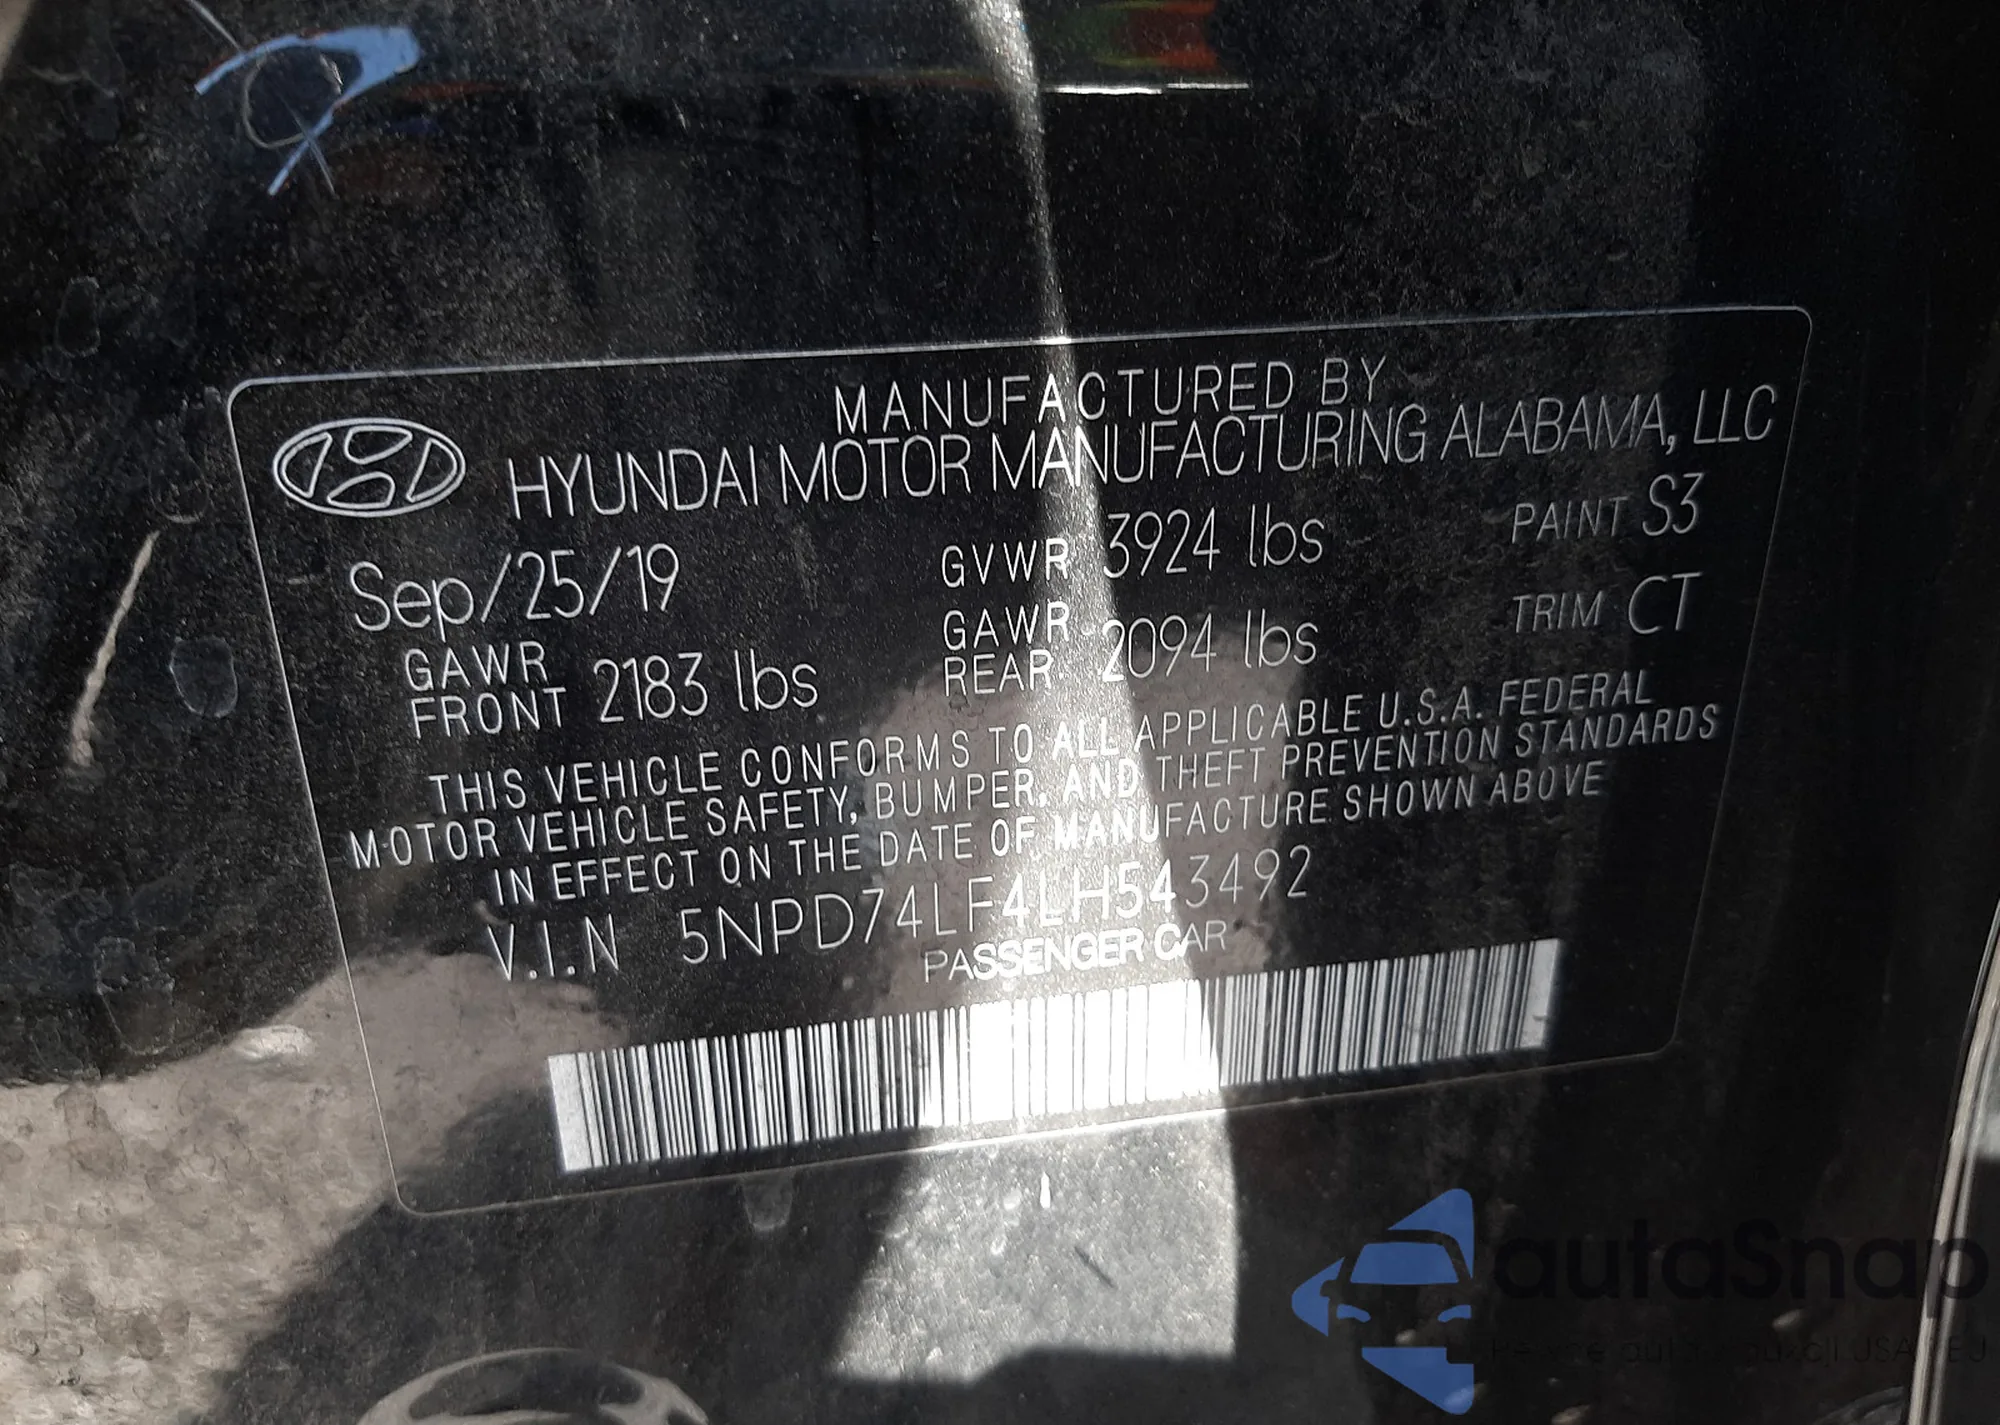 MANUFACTURED BY
HYUNDAI MOTOR MANUFACTURING ALABAMA, LLC
Sep/25/19 GVWR 3924 lbs PAINT S3
GAWR FRONT 2183 lbs GAWR REAR 2094 lbs TRIM CT
THIS VEHICLE CONFORMS TO ALL APPLICABLE U.S.A. FEDERAL
MOTOR VEHICLE SAFETY, BUMPER, AND THEFT PREVENTION STANDARDS
IN EFFECT ON THE DATE OF MANUFACTURE SHOWN ABOVE
V.I.N 5NPD74LF4LH543492
PASSENGER CAR
autaSnap